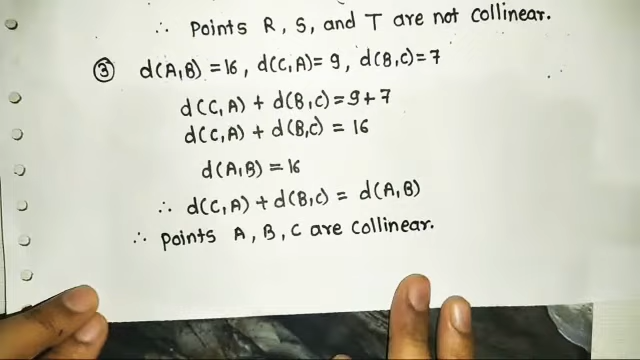 ∴ Points R, S, and T are not collinear.
③ d(A,B) = 16, d(C,A) = 9, d(B,C) = 7
d(C,A) + d(B,C) = 9+7
d(C,A) + d(B,C) = 16
d(A,B) = 16
∴ d(C,A) + d(B,C) = d(A,B)
∴ Points A, B, C are collinear.